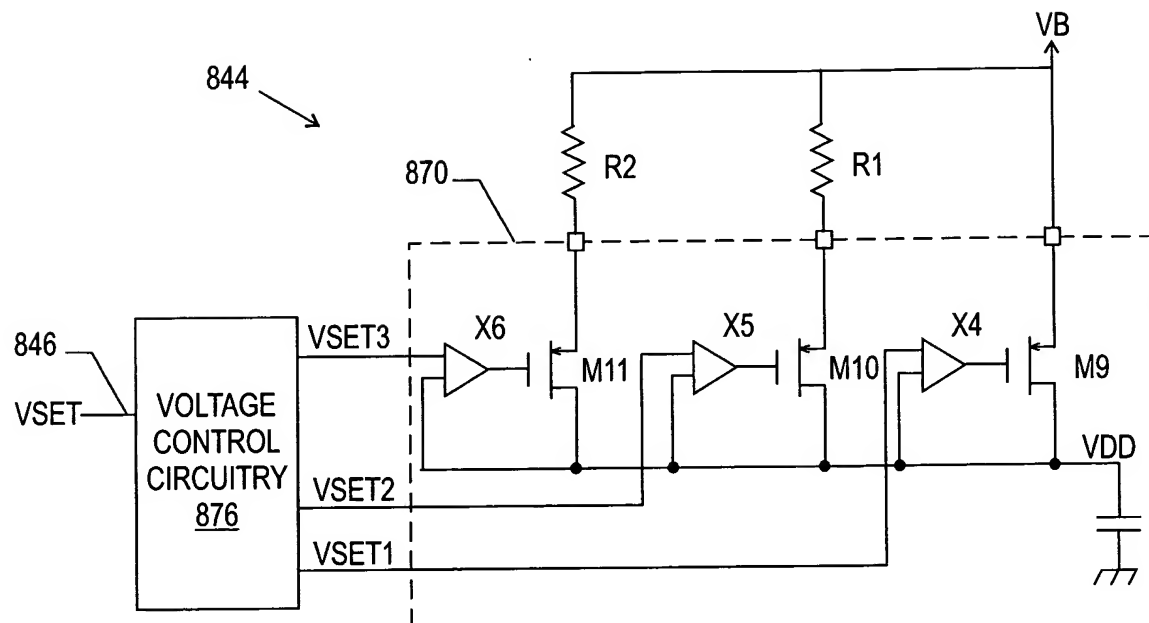 VB
844
R2
R1
870
X6
X5
X4
VSET3
846
M11
M10
M9
VSET
VOLTAGE
CONTROL
CIRCUITRY
876
VDD
VSET2
VSET1